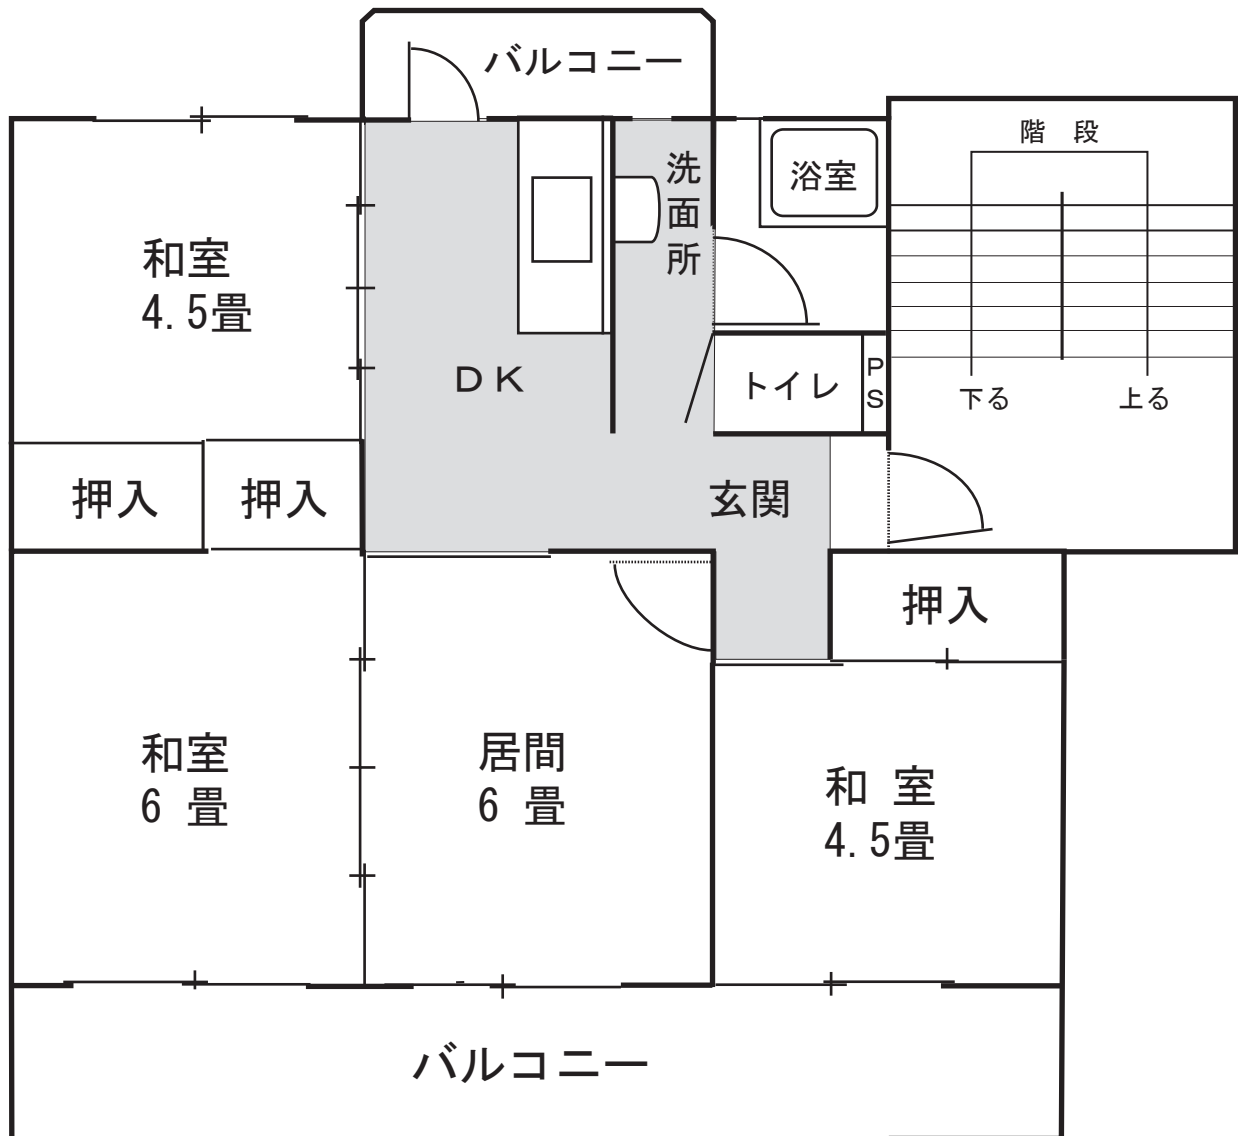 バルコニー
階 段
浴室
洗面所
和室
4.5畳
DK
トイレ
PS
下る
上る
押入
押入
玄関
押入
和室
6 畳
居間
6 畳
和 室
4.5畳
バルコニー